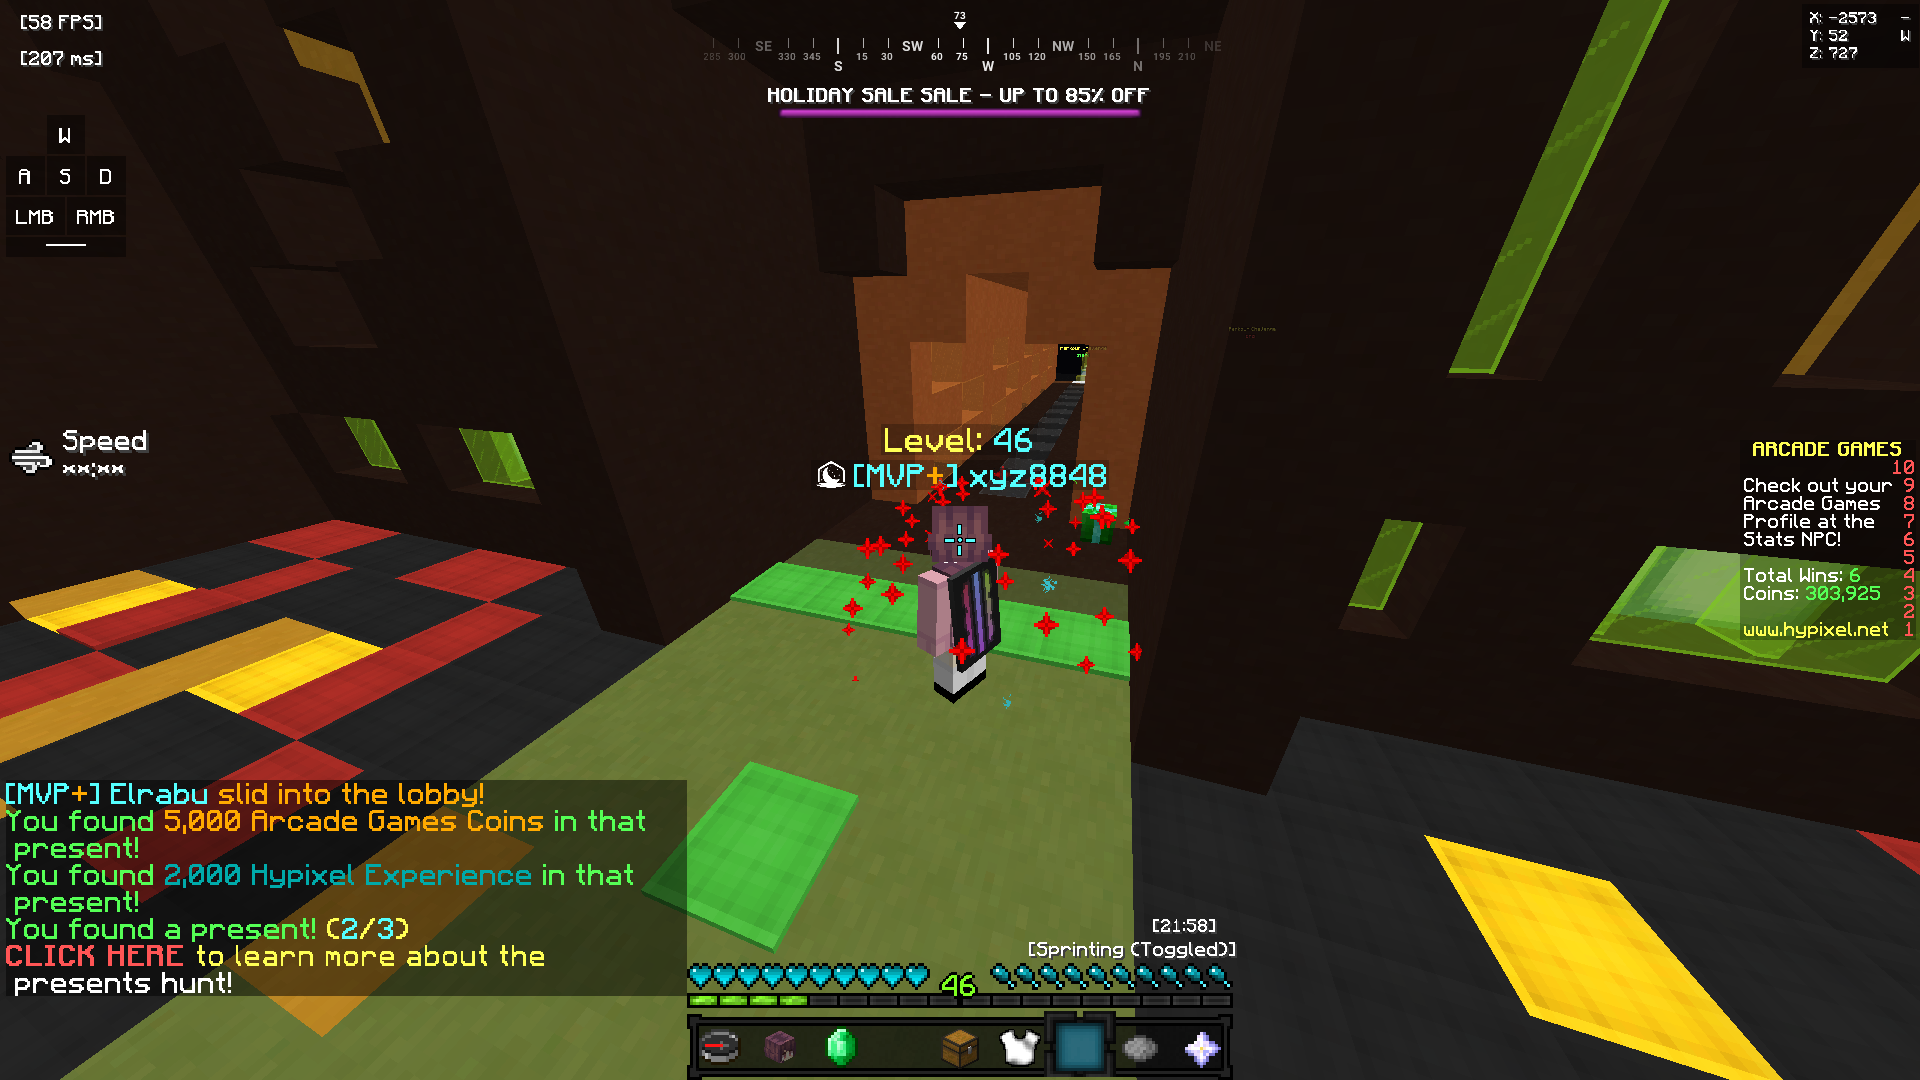 [58 FPS]
[207 ms]
W
A S D
LMB RMB
73
SE SW NW NE
285 300 330 345 15 30 60 75 105 120 150 165 195 210
S W N
HOLIDAY SALE SALE - UP TO 85% OFF
X: -2573 -
Y: 52 W
Z: 727
Speed
**:**
Level: 46
[MVP+] xyz8848
ARCADE GAMES
10
Check out your 9
Arcade Games 8
Profile at the 7
Stats NPC! 6
5
Total Wins: 6 4
Coins: 303,925 3
2
www.hypixel.net 1
[MVP+] Elrabu slid into the lobby!
You found 5,000 Arcade Games Coins in that
present!
You found 2,000 Hypixel Experience in that
present!
You found a present! (2/3)
CLICK HERE to learn more about the
presents hunt!
[21:58]
[Sprinting (Toggled)]
46